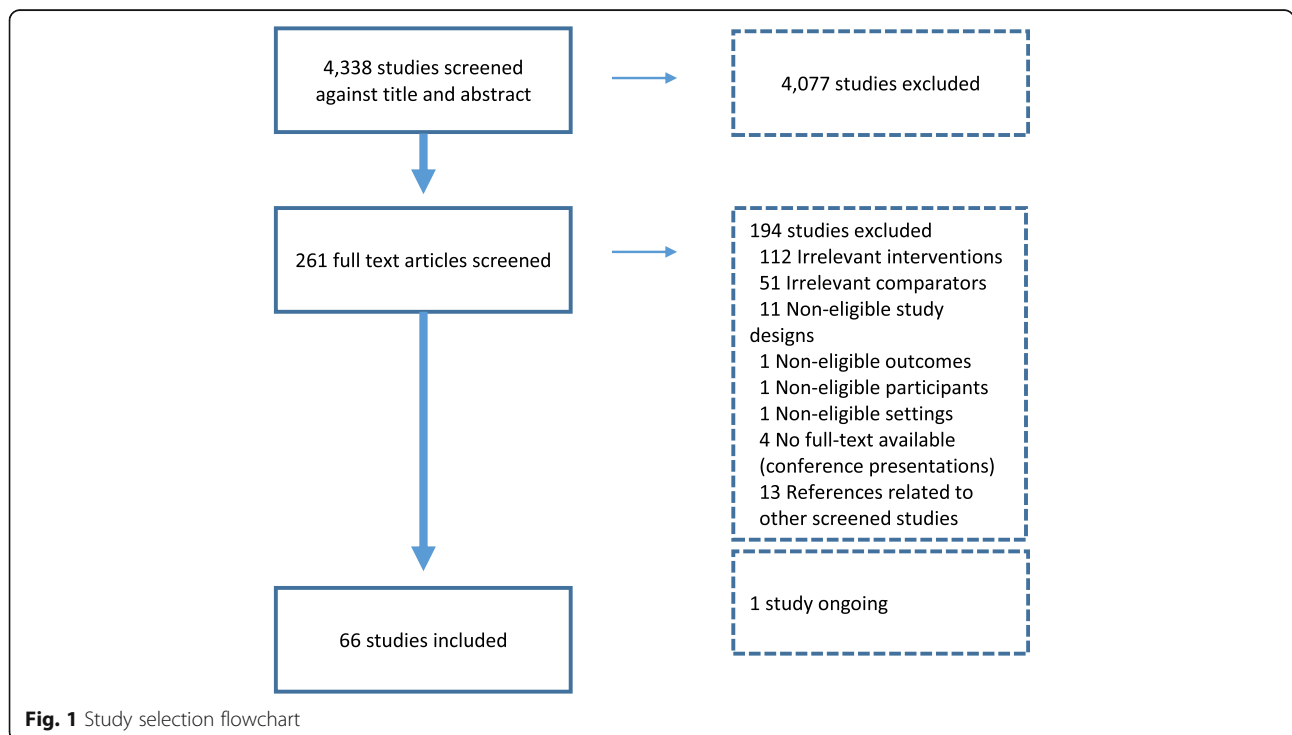 4,338 studies screened
against title and abstract
4,077 studies excluded
261 full text articles screened
194 studies excluded
112 Irrelevant interventions
51 Irrelevant comparators
11 Non-eligible study
designs
1 Non-eligible outcomes
1 Non-eligible participants
1 Non-eligible settings
4 No full-text available
(conference presentations)
13 References related to
other screened studies
1 study ongoing
66 studies included
Fig. 1 Study selection flowchart